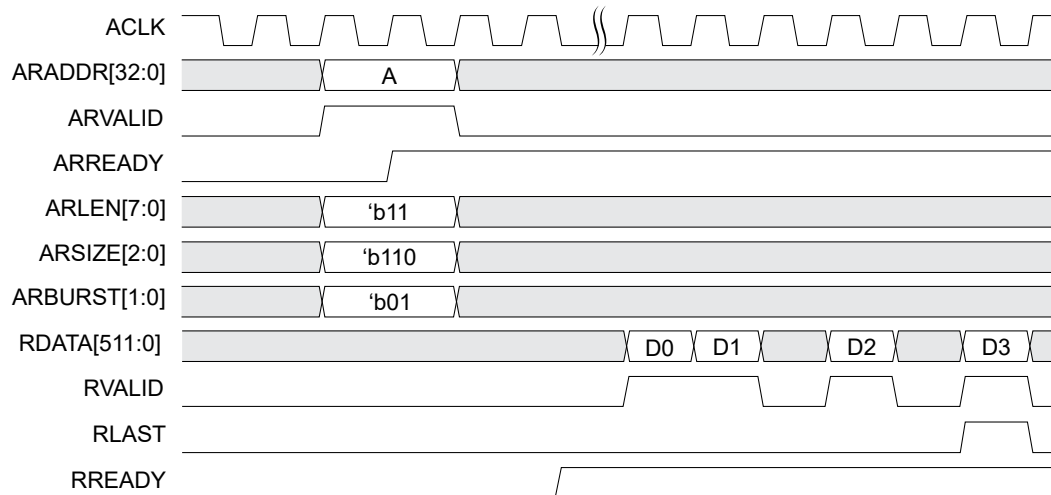 ACLK
ARADDR[32:0] A
ARVALID
ARREADY
ARLEN[7:0] ‘b11
ARSIZE[2:0] ‘b110
ARBURST[1:0] ‘b01
RDATA[511:0] D0 D1 D2 D3
RVALID
RLAST
RREADY